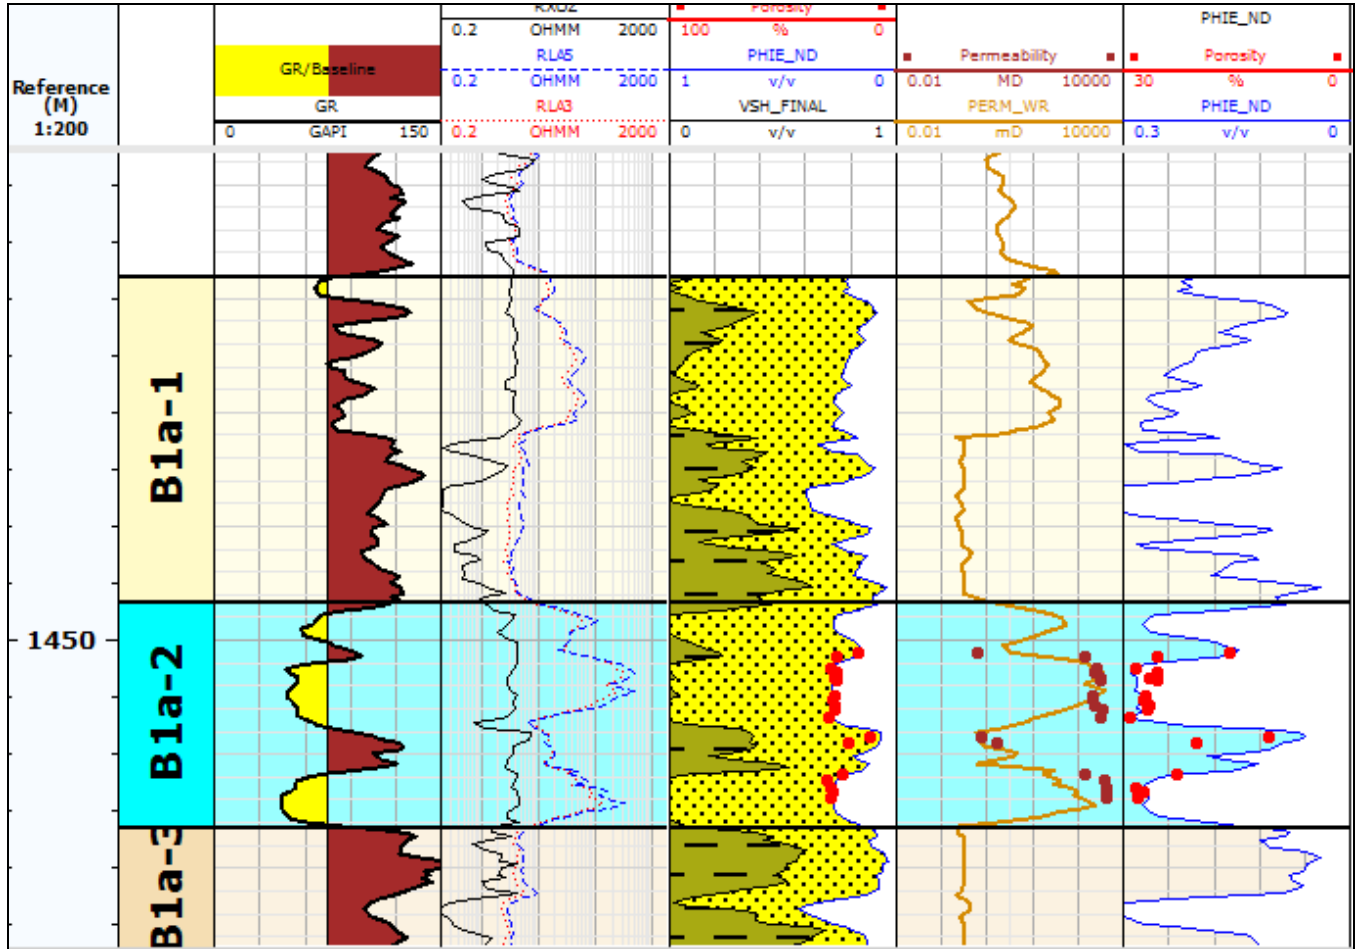 RXOZ
0.2 OHMM 2000
RLA5
0.2 OHMM 2000
RLA3
0.2 OHMM 2000
Porosity
100 % 0
PHIE_ND
1 v/v 0
VSH_FINAL
0 v/v 1
Permeability
0.01 MD 10000
PERM_WR
0.01 mD 10000
PHIE_ND
Porosity
30 % 0
PHIE_ND
0.3 v/v 0
Reference
(M)
1:200
GR/Baseline
GR
0 GAPI 150
B1a-1
1450
B1a-2
B1a-3